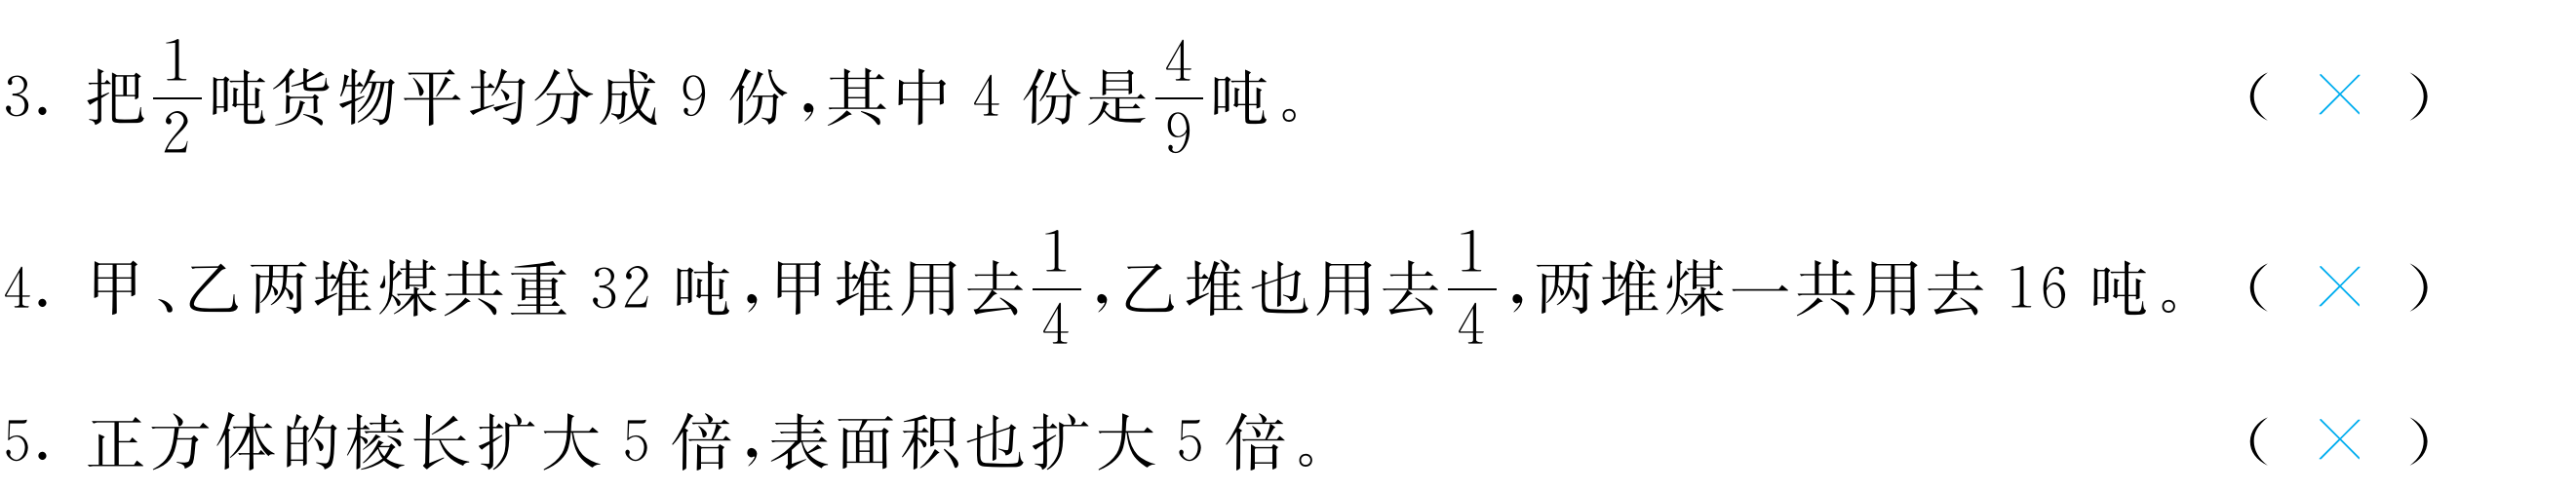 3. 把1/2吨货物平均分成 9 份,其中 4 份是4/9吨。 ( × )
4. 甲、乙两堆煤共重 32 吨,甲堆用去1/4,乙堆也用去1/4,两堆煤一共用去 16 吨。 ( × )
5. 正方体的棱长扩大 5 倍,表面积也扩大 5 倍。 ( × )